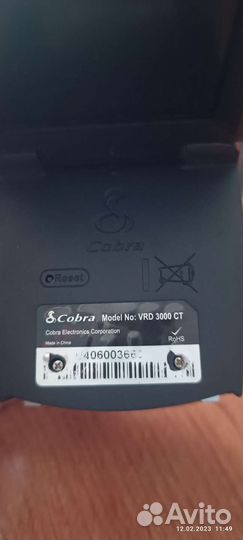 Cobra
Reset
Cobra Model No: VRD 3000 CT
Cobra Electronics Corporation
Made in China
RoHS
Avito
12.02.2023 11:49